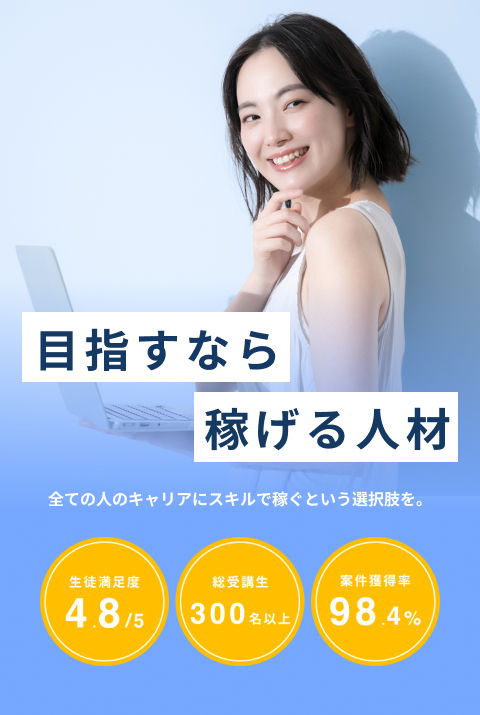 目指すなら
稼げる人材
全ての人のキャリアにスキルで稼ぐという選択肢を。
生徒満足度
4.8/5
総受講生
300名以上
案件獲得率
98.4%